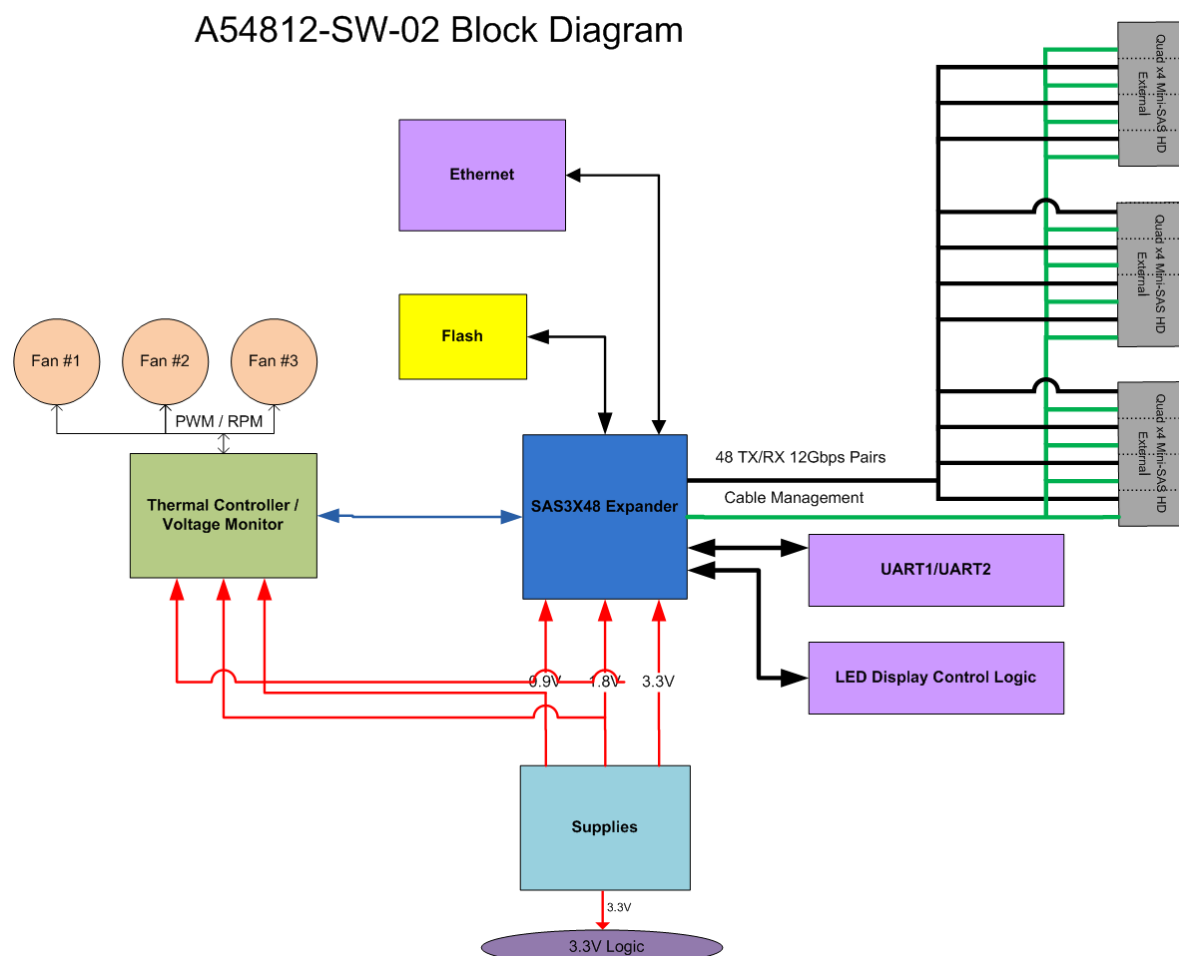 A54812-SW-02 Block Diagram
Quad x4 Mini-SAS HD
External
Ethernet
Quad x4 Mini-SAS HD
External
Flash
Fan #1
Fan #2
Fan #3
PWM / RPM
Quad x4 Mini-SAS HD
External
48 TX/RX 12Gbps Pairs
Thermal Controller /
Voltage Monitor
SAS3X48 Expander
Cable Management
UART1/UART2
0.9V
1.8V
3.3V
LED Display Control Logic
Supplies
3.3V
3.3V Logic